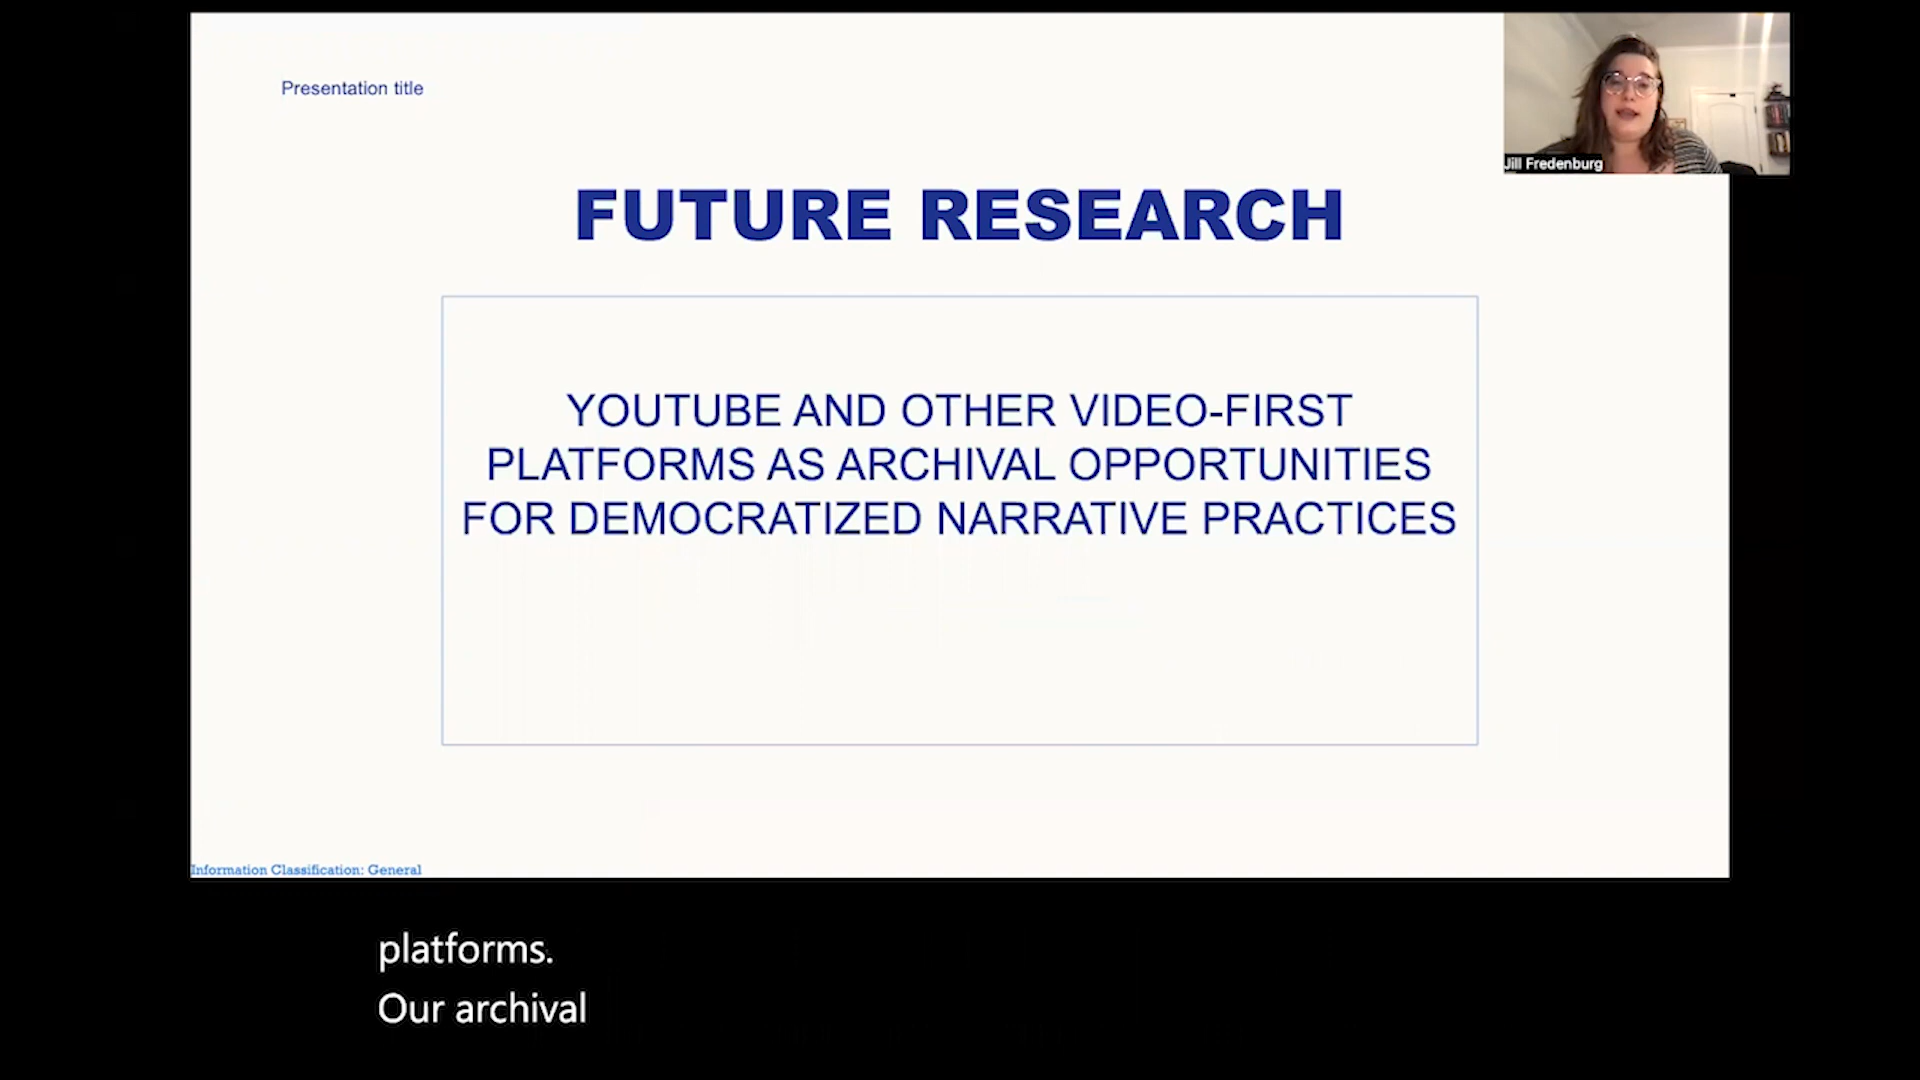 Presentation title
Jill Fredenburg
FUTURE RESEARCH
YOUTUBE AND OTHER VIDEO-FIRST
PLATFORMS AS ARCHIVAL OPPORTUNITIES
FOR DEMOCRATIZED NARRATIVE PRACTICES
Information Classification: General
platforms.
Our archival